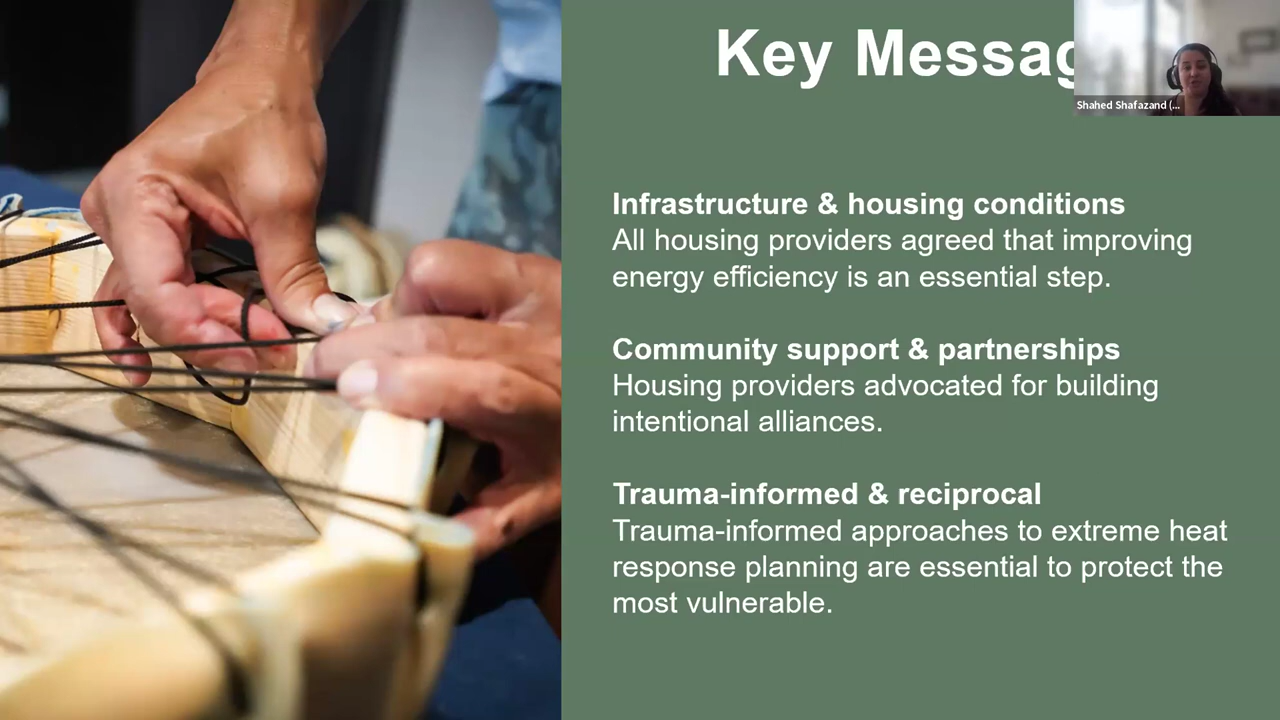 Key Messag
Shahed Shafazand (...
Infrastructure & housing conditions
All housing providers agreed that improving
energy efficiency is an essential step.
Community support & partnerships
Housing providers advocated for building
intentional alliances.
Trauma-informed & reciprocal
Trauma-informed approaches to extreme heat
response planning are essential to protect the
most vulnerable.